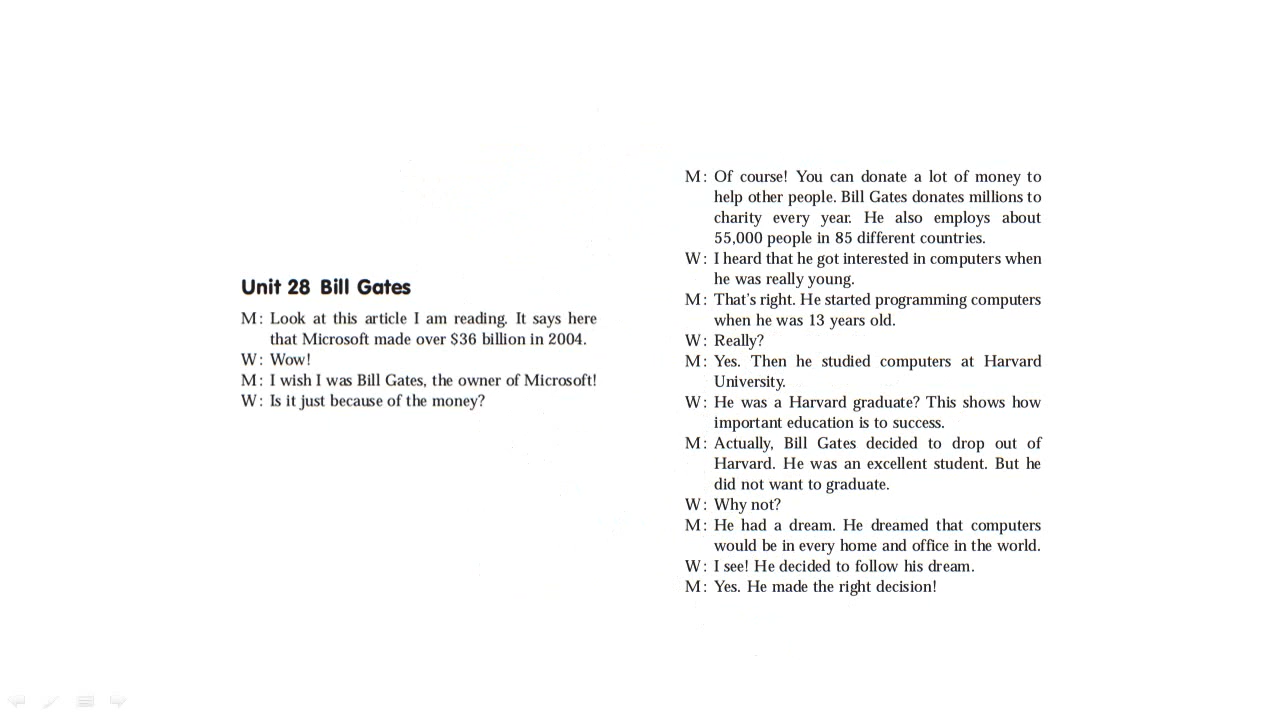 Unit 28 Bill Gates
M: Look at this article I am reading. It says here
that Microsoft made over $36 billion in 2004.
W: Wow!
M: I wish I was Bill Gates, the owner of Microsoft!
W: Is it just because of the money?
M: Of course! You can donate a lot of money to
help other people. Bill Gates donates millions to
charity every year. He also employs about
55,000 people in 85 different countries.
W: I heard that he got interested in computers when
he was really young.
M: That's right. He started programming computers
when he was 13 years old.
W: Really?
M: Yes. Then he studied computers at Harvard
University.
W: He was a Harvard graduate? This shows how
important education is to success.
M: Actually, Bill Gates decided to drop out of
Harvard. He was an excellent student. But he
did not want to graduate.
W: Why not?
M: He had a dream. He dreamed that computers
would be in every home and office in the world.
W: I see! He decided to follow his dream.
M: Yes. He made the right decision!